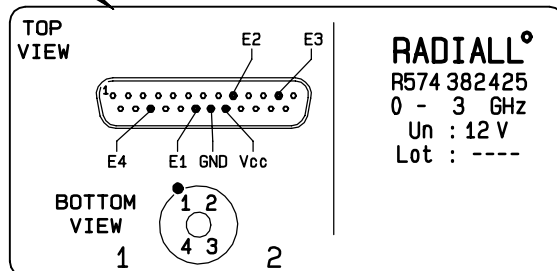 TOP
VIEW
E2
E3
1
E4
E1
GND
Vcc
BOTTOM
VIEW
1 2
4 3
1
2
RADIALL°
R574 382425
0 - 3 GHz
Un : 12 V
Lot : ----